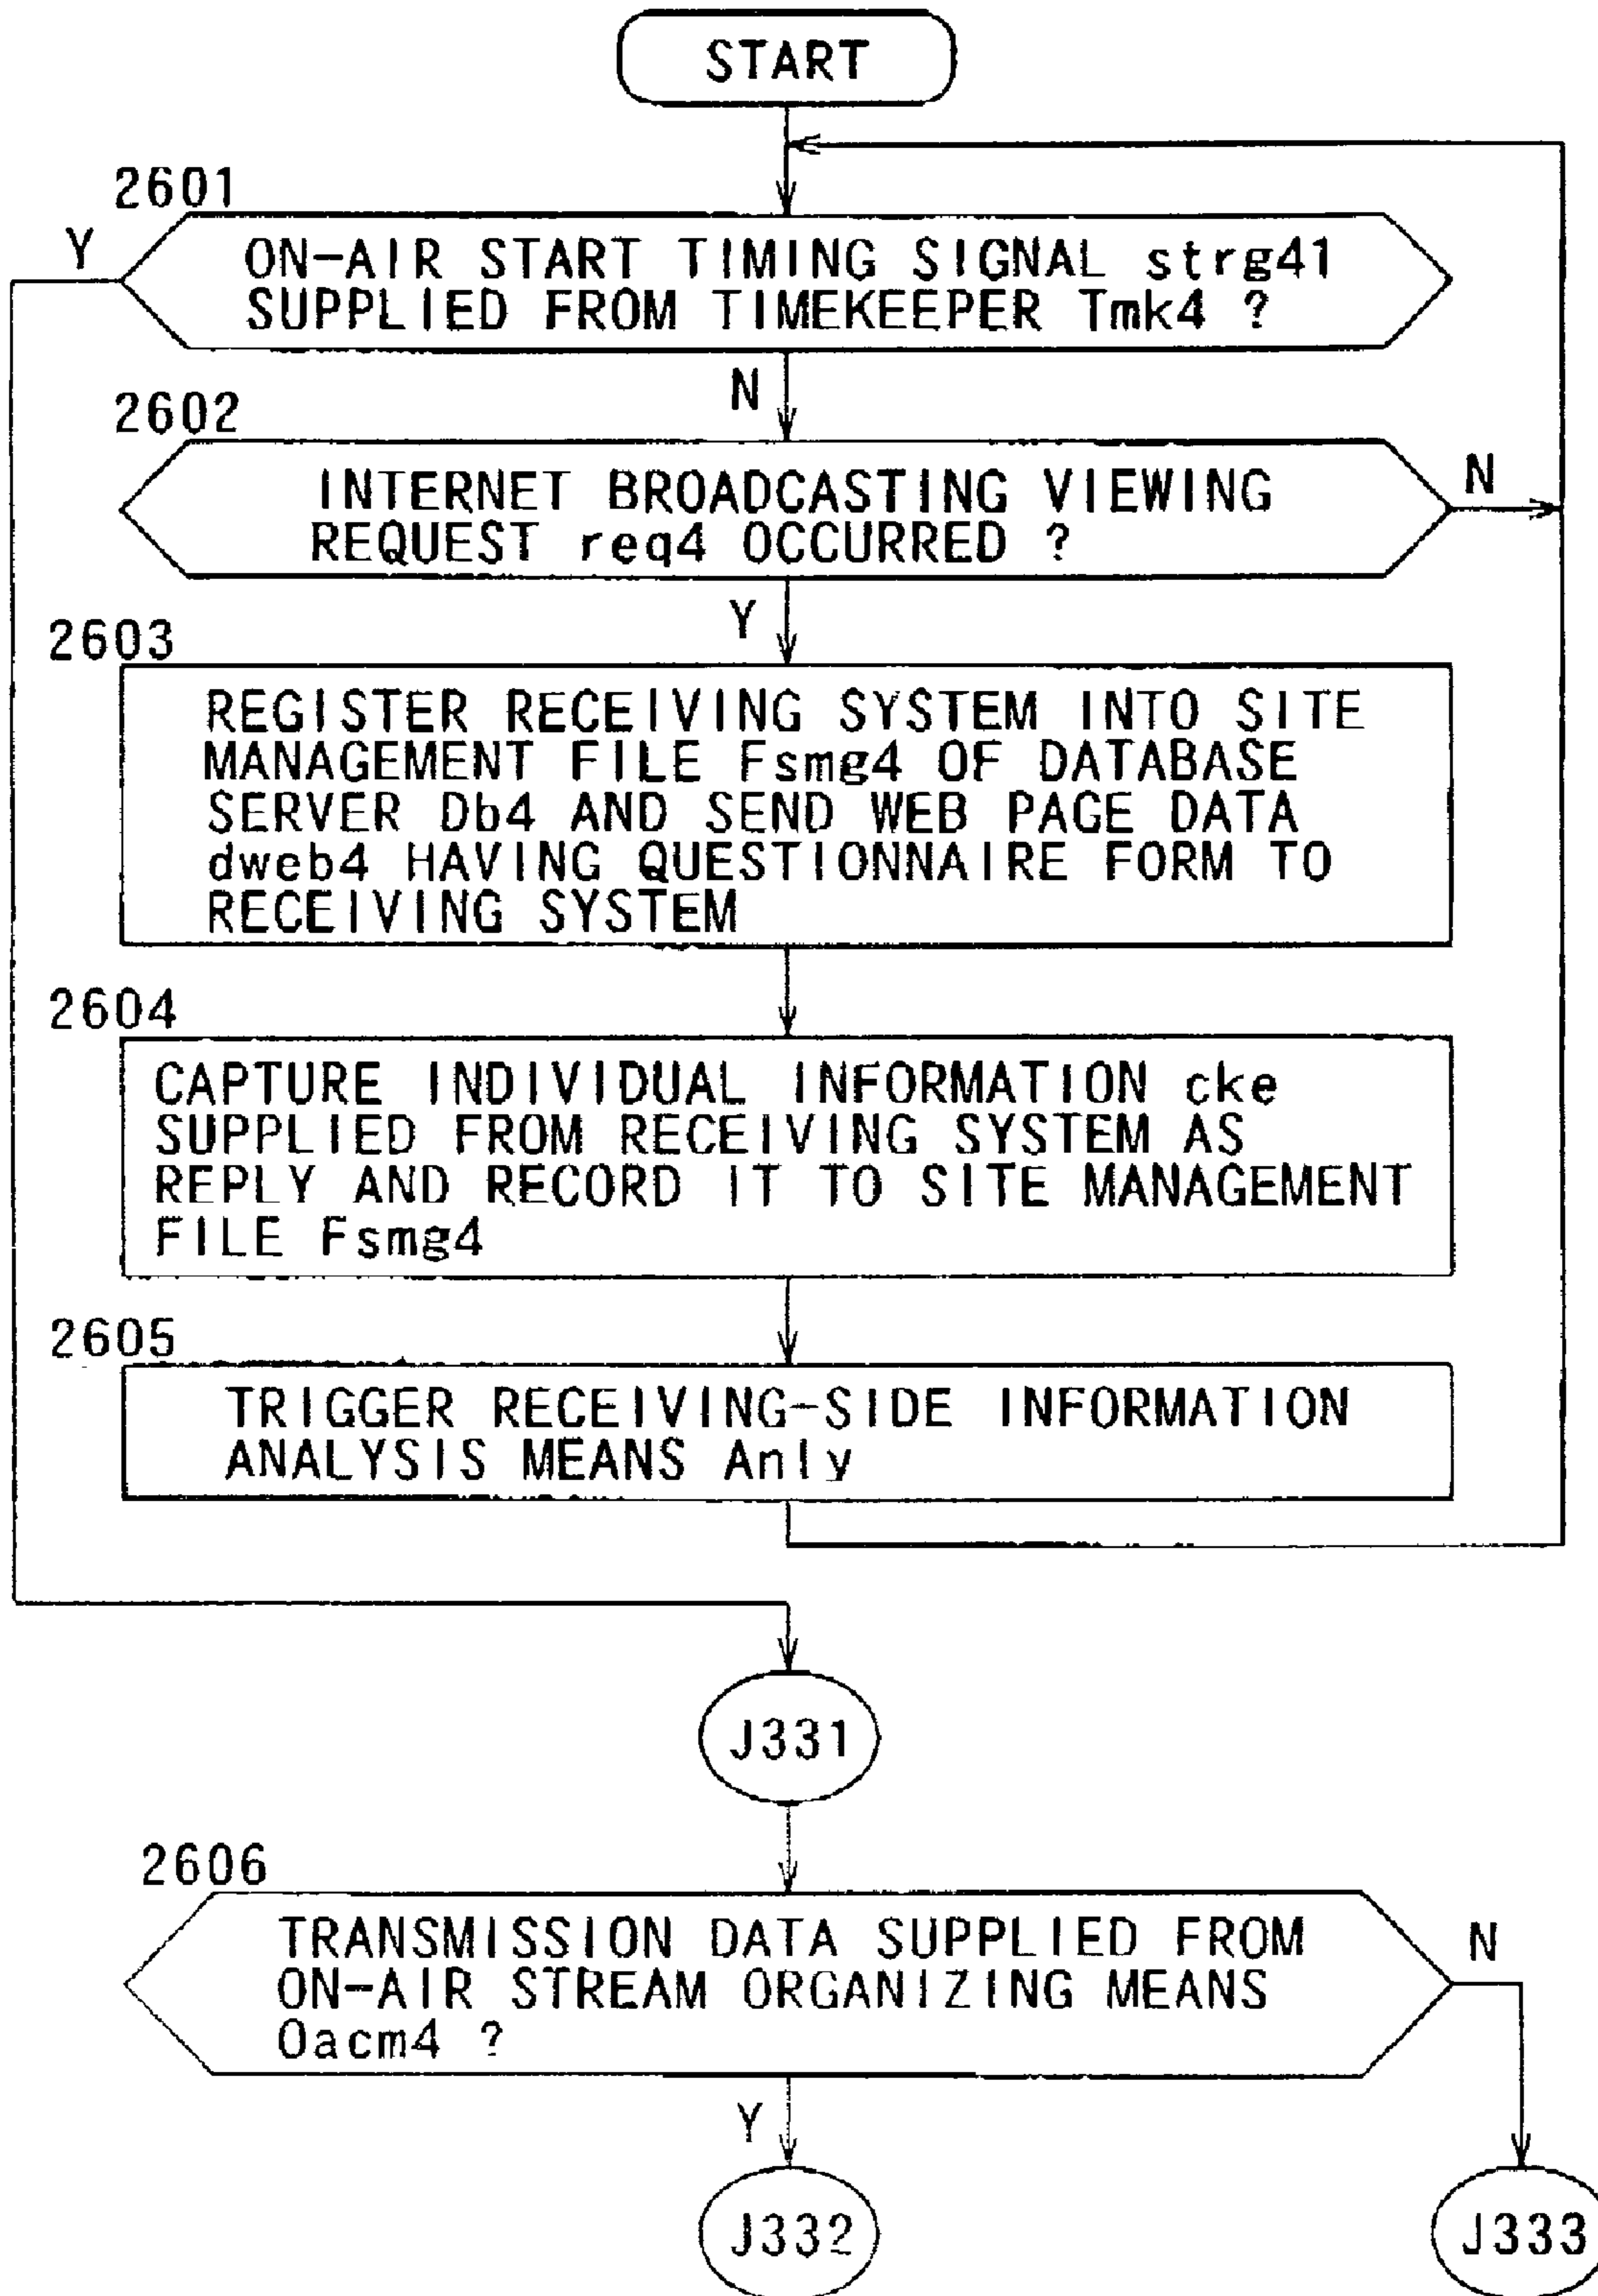 START
2601
Y
ON-AIR START TIMING SIGNAL strg41
SUPPLIED FROM TIMEKEEPER Tmk4 ?
N
2602
INTERNET BROADCASTING VIEWING
REQUEST req4 OCCURRED ?
N
Y
2603
REGISTER RECEIVING SYSTEM INTO SITE
MANAGEMENT FILE Fsmg4 OF DATABASE
SERVER Db4 AND SEND WEB PAGE DATA
dweb4 HAVING QUESTIONNAIRE FORM TO
RECEIVING SYSTEM
2604
CAPTURE INDIVIDUAL INFORMATION cke
SUPPLIED FROM RECEIVING SYSTEM AS
REPLY AND RECORD IT TO SITE MANAGEMENT
FILE Fsmg4
2605
TRIGGER RECEIVING-SIDE INFORMATION
ANALYSIS MEANS Anly
J331
2606
TRANSMISSION DATA SUPPLIED FROM
ON-AIR STREAM ORGANIZING MEANS
Oacm4 ?
N
Y
J332
J333